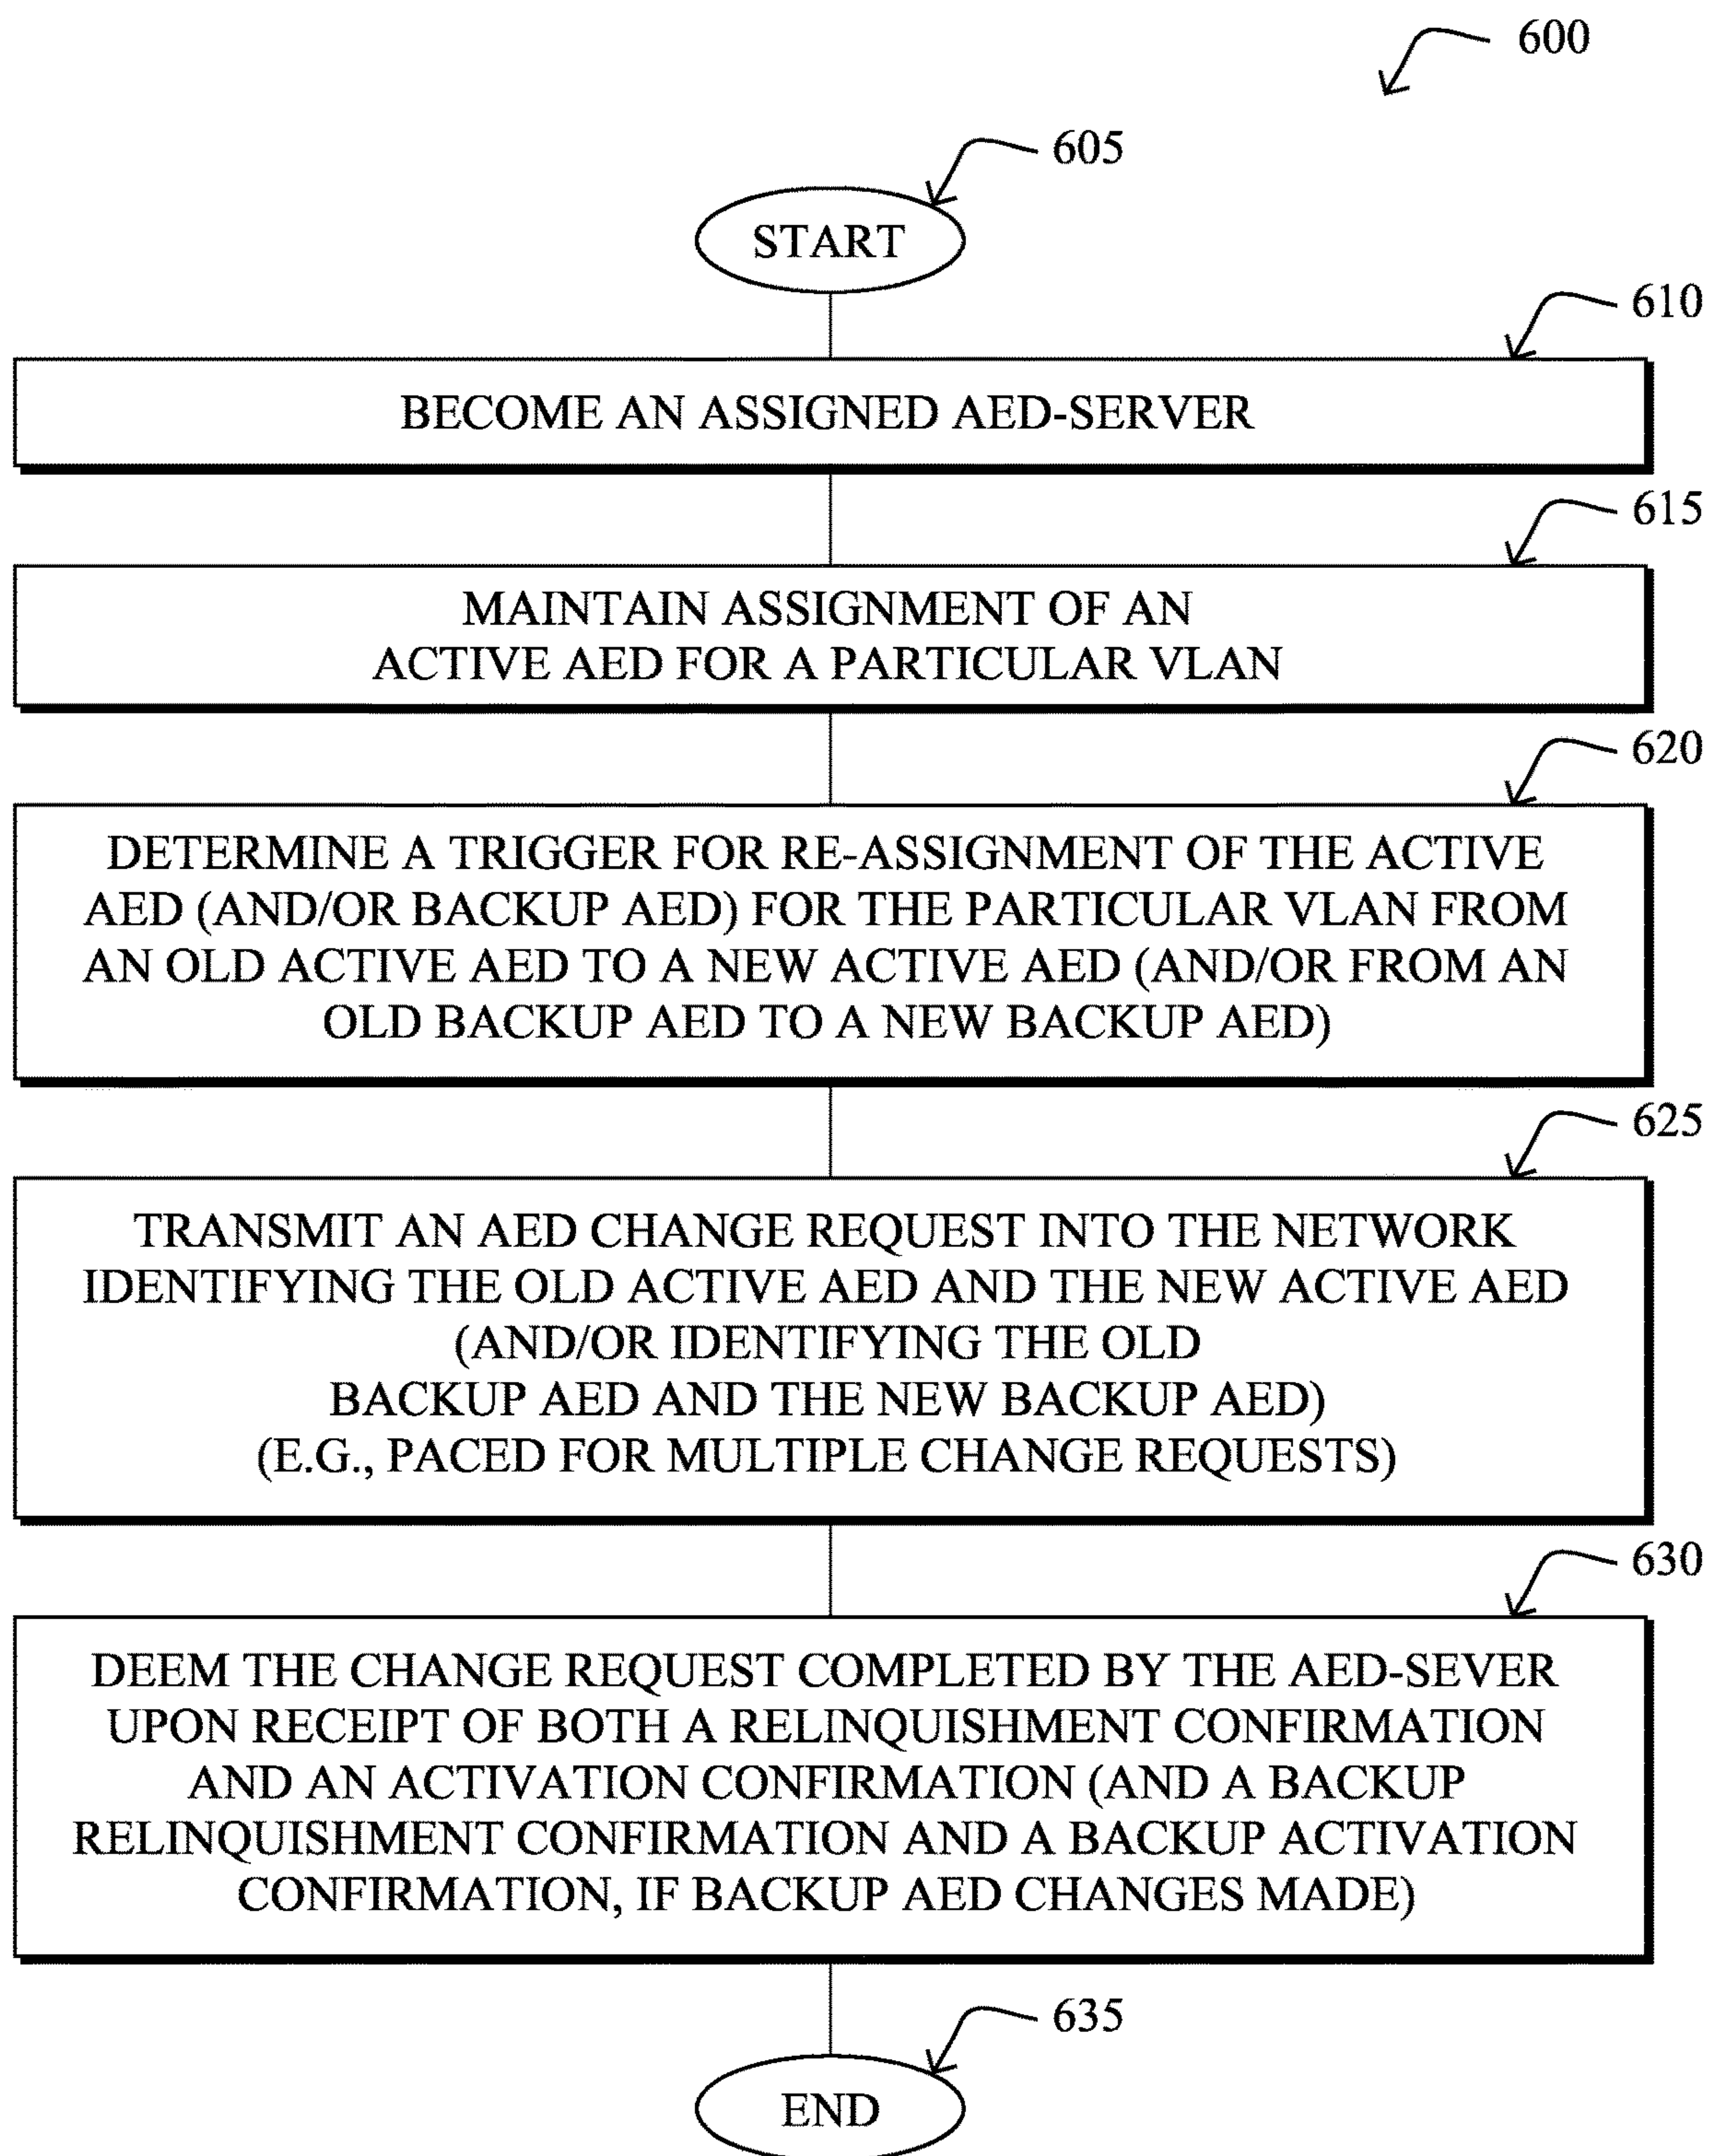 600
605
START
610
BECOME AN ASSIGNED AED-SERVER
615
MAINTAIN ASSIGNMENT OF AN
ACTIVE AED FOR A PARTICULAR VLAN
620
DETERMINE A TRIGGER FOR RE-ASSIGNMENT OF THE ACTIVE
AED (AND/OR BACKUP AED) FOR THE PARTICULAR VLAN FROM
AN OLD ACTIVE AED TO A NEW ACTIVE AED (AND/OR FROM AN
OLD BACKUP AED TO A NEW BACKUP AED)
625
TRANSMIT AN AED CHANGE REQUEST INTO THE NETWORK
IDENTIFYING THE OLD ACTIVE AED AND THE NEW ACTIVE AED
(AND/OR IDENTIFYING THE OLD
BACKUP AED AND THE NEW BACKUP AED)
(E.G., PACED FOR MULTIPLE CHANGE REQUESTS)
630
DEEM THE CHANGE REQUEST COMPLETED BY THE AED-SEVER
UPON RECEIPT OF BOTH A RELINQUISHMENT CONFIRMATION
AND AN ACTIVATION CONFIRMATION (AND A BACKUP
RELINQUISHMENT CONFIRMATION AND A BACKUP ACTIVATION
CONFIRMATION, IF BACKUP AED CHANGES MADE)
635
END